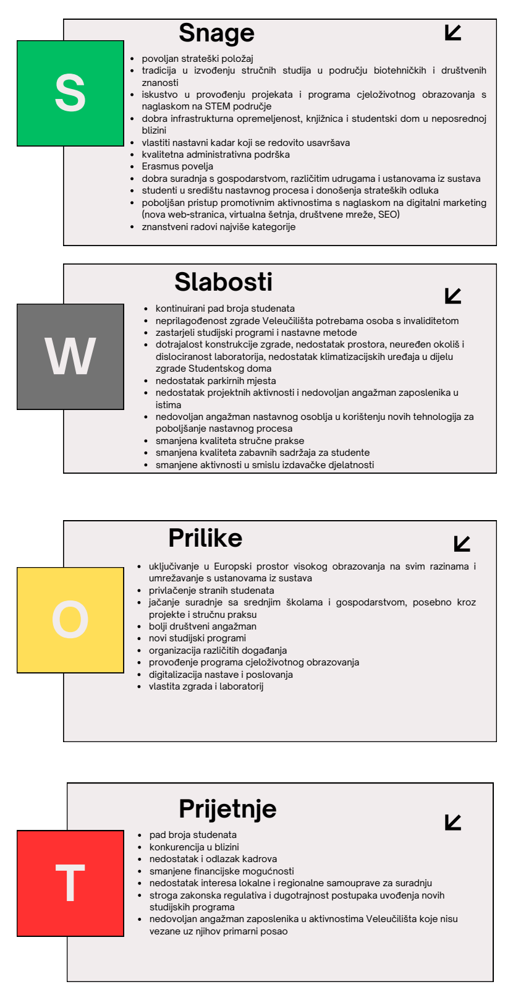 Snage
S
povoljan strateški položaj
tradicija u izvođenju stručnih studija u području biotehničkih i društvenih
znanosti
iskustvo u provođenju projekata i programa cjeloživotnog obrazovanja s
naglaskom na STEM područje
dobra infrastrukturna opremeljenost, knjižnica i studentski dom u neposrednoj
blizini
vlastiti nastavni kadar koji se redovito usavršava
kvalitetna administrativna podrška
Erasmus povelja
dobra suradnja s gospodarstvom, različitim udrugama i ustanovama iz sustava
studenti u središtu nastavnog procesa i donošenja strateških odluka
poboljšan pristup promotivnim aktivnostima s naglaskom na digitalni marketing
(nova web-stranica, virtualna šetnja, društvene mreže, SEO)
znanstveni radovi najviše kategorije
Slabosti
W
kontinuirani pad broja studenata
neprilagođenost zgrade Veleučilišta potrebama osoba s invaliditetom
zastarjeli studijski programi i nastavne metode
dotrajalost konstrukcije zgrade, nedostatak prostora, neuređen okoliš i
dislociranost laboratorija, nedostatak klimatizacijskih uređaja u dijelu
zgrade Studentskog doma
nedostatak parkirnih mjesta
nedostatak projektnih aktivnosti i nedovoljan angažman zaposlenika u
istima
nedovoljan angažman nastavnog osoblja u korištenju novih tehnologija za
poboljšanje nastavnog procesa
smanjena kvaliteta stručne prakse
smanjena kvaliteta zabavnih sadržaja za studente
smanjene aktivnosti u smislu izdavačke djelatnosti
Prilike
O
uključivanje u Europski prostor visokog obrazovanja na svim razinama i
umrežavanje s ustanovama iz sustava
privlačenje stranih studenata
jačanje suradnje sa srednjim školama i gospodarstvom, posebno kroz
projekte i stručnu praksu
bolji društveni angažman
novi studijski programi
organizacija različitih događanja
provođenje programa cjeloživotnog obrazovanja
digitalizacija nastave i poslovanja
vlastita zgrada i laboratorij
Prijetnje
T
pad broja studenata
konkurencija u blizini
nedostatak i odlazak kadrova
smanjene financijske mogućnosti
nedostatak interesa lokalne i regionalne samouprave za suradnju
stroga zakonska regulativa i dugotrajnost postupaka uvođenja novih
studijskih programa
nedovoljan angažman zaposlenika u aktivnostima Veleučilišta koje nisu
vezane uz njihov primarni posao